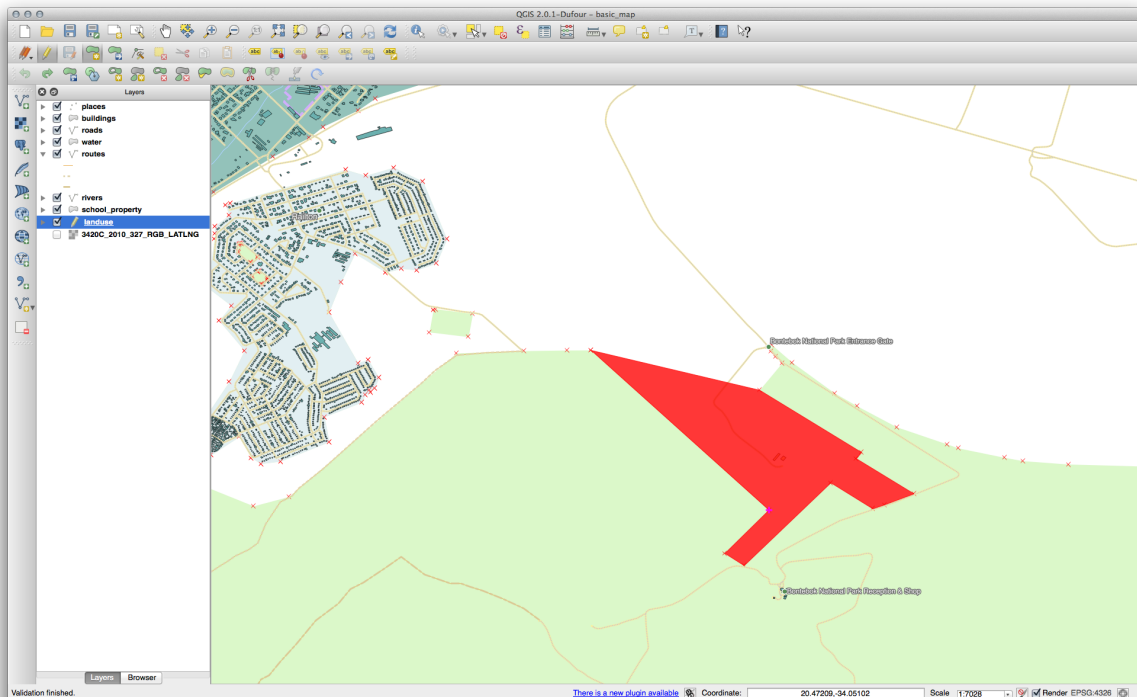 QGIS 2.0.1-Dufour - basic_map
Layers
places
buildings
roads
water
routes
rivers
school_property
landuse
3420C_2010_327_RGB_LATLNG
Railton
Bontebok National Park Entrance Gate
Bontebok National Park Reception & Shop
Layers
Browser
Validation finished.
There is a new plugin available
Coordinate:
20.47209,-34.05102
Scale
1:7028
Render
EPSG:4326